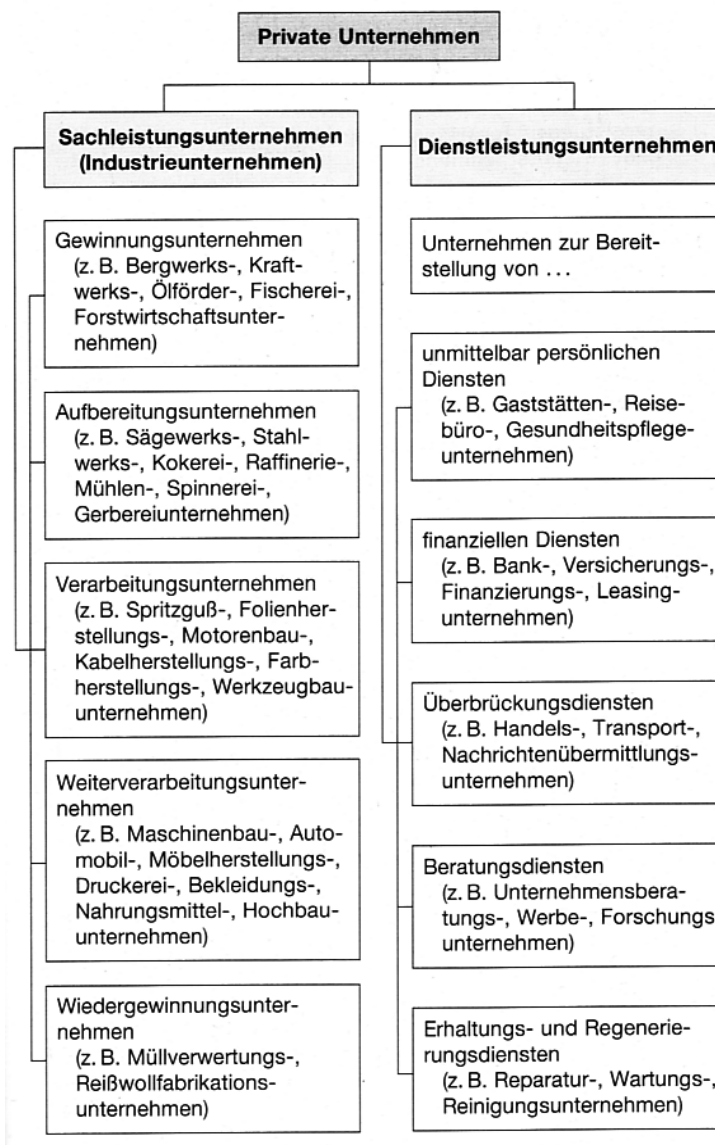 Private Unternehmen
Sachleistungsunternehmen
(Industrieunternehmen)
Gewinnungsunternehmen
(z. B. Bergwerks-, Kraft-
werks-, Ölförder-, Fischerei-,
Forstwirtschaftsunter-
nehmen)
Aufbereitungsunternehmen
(z. B. Sägewerks-, Stahl-
werks-, Kokerei-, Raffinerie-,
Mühlen-, Spinnerei-,
Gerbereiunternehmen)
Verarbeitungsunternehmen
(z. B. Spritzguß-, Folienher-
stellungs-, Motorenbau-,
Kabelherstellungs-, Farb-
herstellungs-, Werkzeugbau-
unternehmen)
Weiterverarbeitungsunter-
nehmen
(z. B. Maschinenbau-, Auto-
mobil-, Möbelherstellungs-,
Druckerei-, Bekleidungs-,
Nahrungsmittel-, Hochbau-
unternehmen)
Wiedergewinnungsunter-
nehmen
(z. B. Müllverwertungs-,
Reißwollfabrikations-
unternehmen)
Dienstleistungsunternehmen
Unternehmen zur Bereit-
stellung von ...
unmittelbar persönlichen
Diensten
(z. B. Gaststätten-, Reise-
büro-, Gesundheitspflege-
unternehmen)
finanziellen Diensten
(z. B. Bank-, Versicherungs-,
Finanzierungs-, Leasing-
unternehmen)
Überbrückungsdiensten
(z. B. Handels-, Transport-,
Nachrichtenübermittlungs-
unternehmen)
Beratungsdiensten
(z. B. Unternehmensbera-
tungs-, Werbe-, Forschungs
unternehmen)
Erhaltungs- und Regenerie-
rungsdiensten
(z. B. Reparatur-, Wartungs-,
Reinigungsunternehmen)